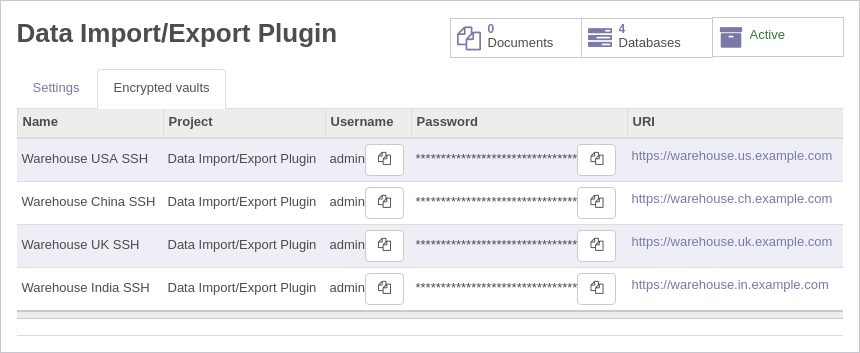 Data Import/Export Plugin
0
Documents
4
Databases
Active
Settings
Encrypted vaults
Name Project Username Password URI
Warehouse USA SSH Data Import/Export Plugin admin ******************************** https://warehouse.us.example.com
Warehouse China SSH Data Import/Export Plugin admin ******************************** https://warehouse.ch.example.com
Warehouse UK SSH Data Import/Export Plugin admin ******************************** https://warehouse.uk.example.com
Warehouse India SSH Data Import/Export Plugin admin ******************************** https://warehouse.in.example.com